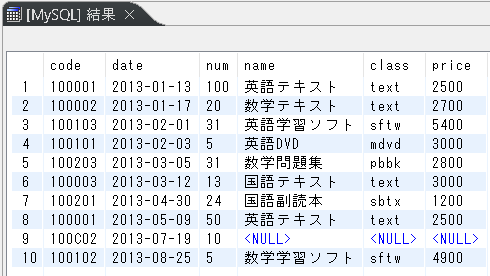 [MySQL] 結果
code date num name class price
1 100001 2013-01-13 100 英語テキスト text 2500
2 100002 2013-01-17 20 数学テキスト text 2700
3 100103 2013-02-01 31 英語学習ソフト sftw 5400
4 100101 2013-02-03 5 英語DVD mdvd 3000
5 100203 2013-03-05 31 数学問題集 pbbk 2800
6 100003 2013-03-12 13 国語テキスト text 3000
7 100201 2013-04-30 24 国語副読本 sbtx 1200
8 100001 2013-05-09 50 英語テキスト text 2500
9 100C02 2013-07-19 10 <NULL> <NULL> <NULL>
10 100102 2013-08-25 5 数学学習ソフト sftw 4900